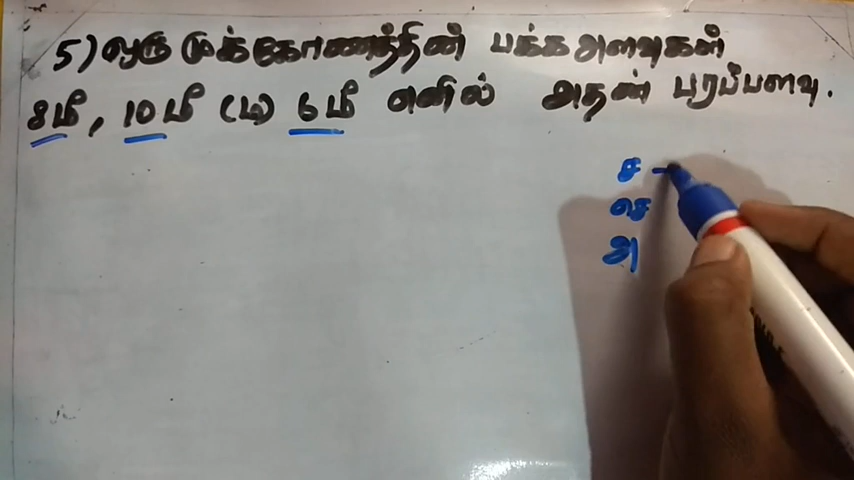 5) ஒரு முக்கோணத்தின் பக்க அளவுகள்
8மீ, 10மீ (ம) 6மீ எனில் அதன் பரப்பளவு.
ச -
செ
அ